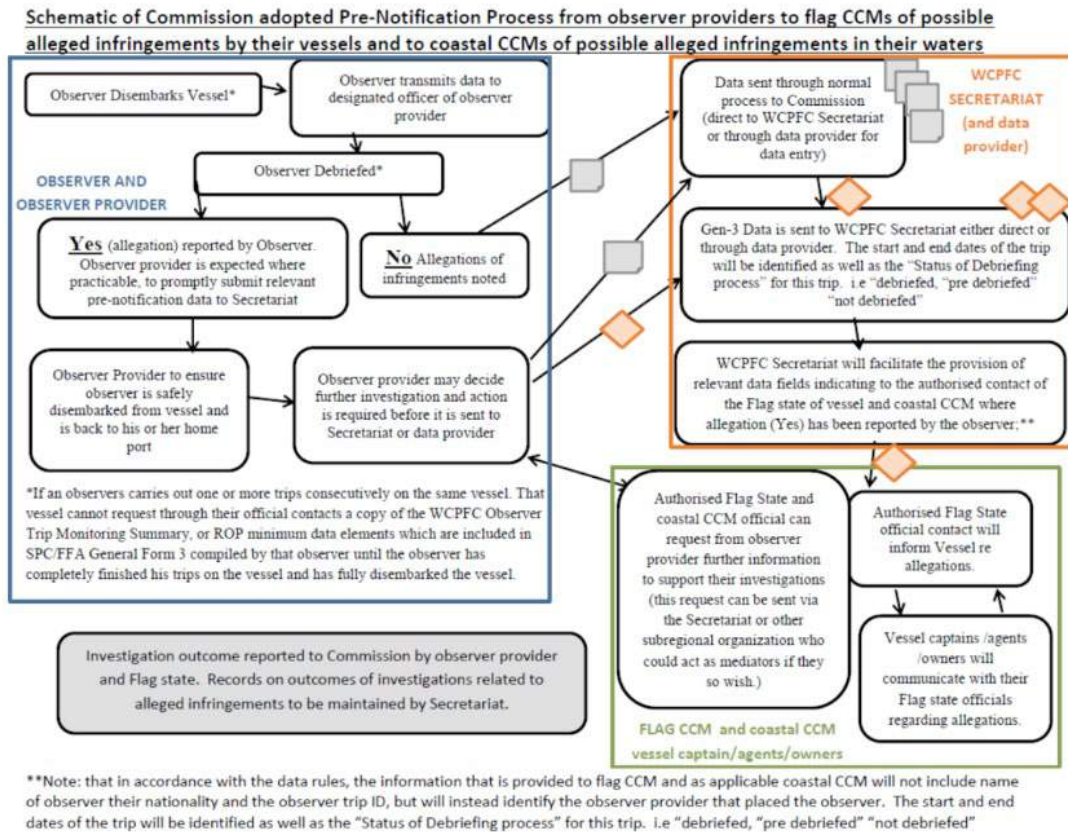 Schematic of Commission adopted Pre-Notification Process from observer providers to flag CCMs of possible
alleged infringements by their vessels and to coastal CCMs of possible alleged infringements in their waters
Observer Disembarks Vessel*
Observer transmits data to
designated officer of observer
provider
Observer Debriefed*
OBSERVER AND
OBSERVER PROVIDER
Yes (allegation) reported by Observer.
Observer provider is expected where
practicable, to promptly submit relevant
pre-notification data to Secretariat
No Allegations of
infringements noted
Observer Provider to ensure
observer is safely
disembarked from vessel and
is back to his or her home
port
Observer provider may decide
further investigation and action
is required before it is sent to
Secretariat or data provider
*If an observers carries out one or more trips consecutively on the same vessel. That
vessel cannot request through their official contacts a copy of the WCPFC Observer
Trip Monitoring Summary, or ROP minimum data elements which are included in
SPC/FFA General Form 3 compiled by that observer until the observer has
completely finished his trips on the vessel and has fully disembarked the vessel.
Investigation outcome reported to Commission by observer provider
and Flag state. Records on outcomes of investigations related to
alleged infringements to be maintained by Secretariat.
Data sent through normal
process to Commission
(direct to WCPFC Secretariat
or through data provider for
data entry)
WCPFC
SECRETARIAT
(and data
provider)
Gen-3 Data is sent to WCPFC Secretariat either direct or
through data provider. The start and end dates of the trip
will be identified as well as the "Status of Debriefing
process" for this trip. i.e "debriefed, "pre debriefed"
"not debriefed"
WCPFC Secretariat will facilitate the provision of
relevant data fields indicating to the authorised contact of
the Flag state of vessel and coastal CCM where
allegation (Yes) has been reported by the observer;**
Authorised Flag State and
coastal CCM official can
request from observer
provider further information
to support their investigations
(this request can be sent via
the Secretariat or other
subregional organization who
could act as mediators if they
so wish.)
Authorised Flag State
official contact will
inform Vessel re
allegations.
Vessel captains /agents
/owners will
communicate with their
Flag state officials
regarding allegations.
FLAG CCM and coastal CCM
vessel captain/agents/owners
**Note: that in accordance with the data rules, the information that is provided to flag CCM and as applicable coastal CCM will not include name
of observer their nationality and the observer trip ID, but will instead identify the observer provider that placed the observer. The start and end
dates of the trip will be identified as well as the "Status of Debriefing process" for this trip. i.e "debriefed, "pre debriefed" "not debriefed"